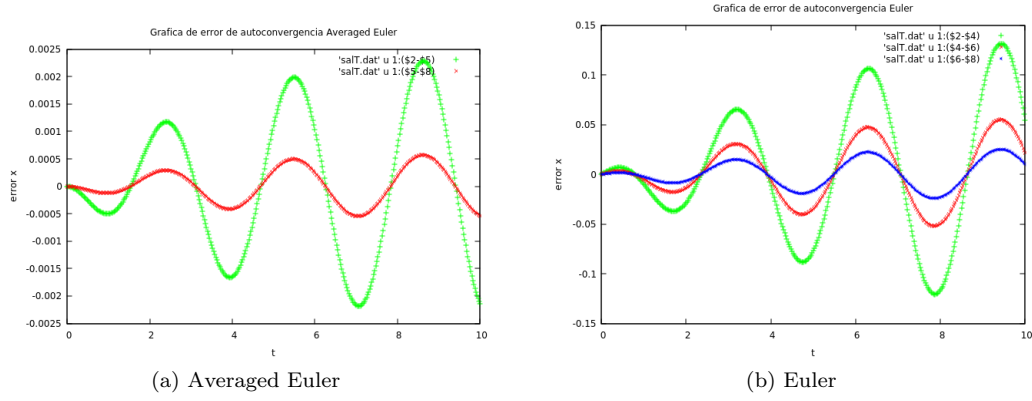 Grafica de error de autoconvergencia Averaged Euler
'salT.dat' u 1:($2-$5)
'salT.dat' u 1:($5-$8)
0.0025
0.002
0.0015
0.001
0.0005
0
-0.0005
-0.001
-0.0015
-0.002
-0.0025
error x
0 2 4 6 8 10
t
(a) Averaged Euler
Grafica de error de autoconvergencia Euler
'salT.dat' u 1:($2-$4)
'salT.dat' u 1:($4-$6)
'salT.dat' u 1:($6-$8)
0.15
0.1
0.05
0
-0.05
-0.1
-0.15
error x
0 2 4 6 8 10
t
(b) Euler